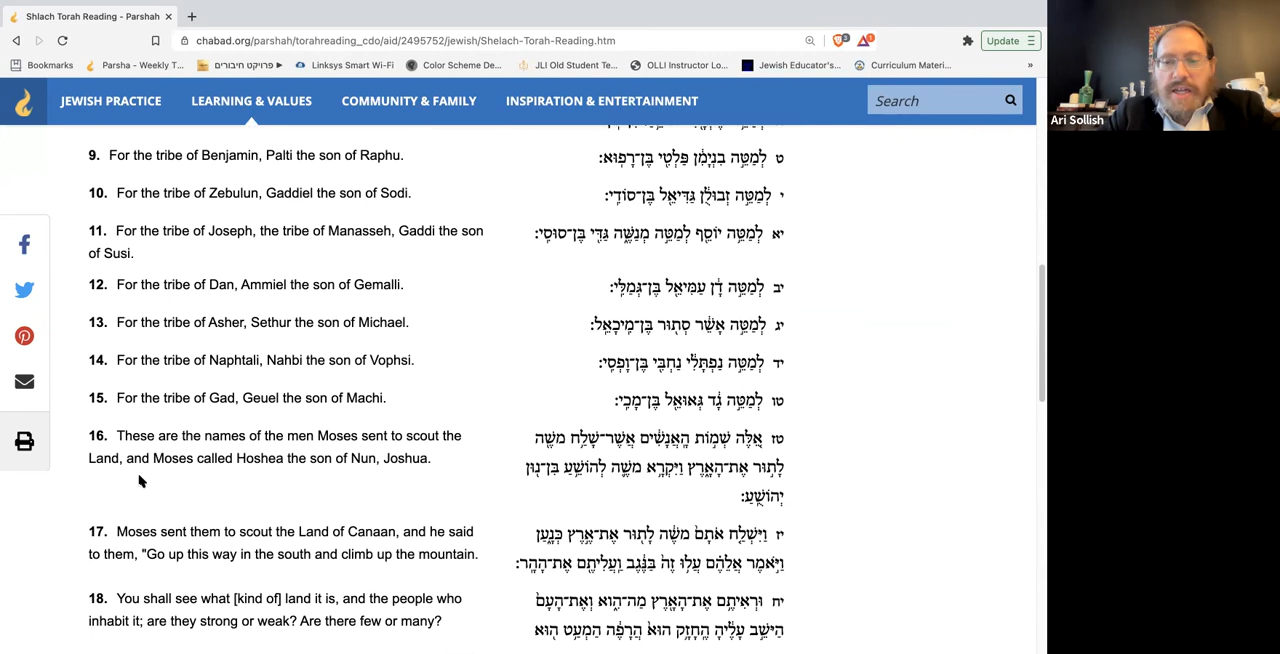 Shlach Torah Reading - Parshah
chabad.org/parshah/torahreading_cdo/aid/2495752/jewish/Shelach-Torah-Reading.htm
3
1
Update
Bookmarks Parsha - Weekly T... פרויקט חיבורים Linksys Smart Wi-Fi Color Scheme De... JLI Old Student Te... OLLI Instructor Lo... Jewish Educator's... Curriculum Materi... »
JEWISH PRACTICE LEARNING & VALUES COMMUNITY & FAMILY INSPIRATION & ENTERTAINMENT Search
Ari Sollish
9. For the tribe of Benjamin, Palti the son of Raphu.
ט לְמַטֵּ֣ה בִנְיָמִ֔ן פַּלְטִ֖י בֶּן־רָפֽוּא:
10. For the tribe of Zebulun, Gaddiel the son of Sodi.
י לְמַטֵּ֣ה זְבוּלֻ֔ן גַּדִּיאֵ֖ל בֶּן־סוֹדִֽי:
11. For the tribe of Joseph, the tribe of Manasseh, Gaddi the son
of Susi.
יא לְמַטֵּ֥ה יוֹסֵ֖ף לְמַטֵּ֣ה מְנַשֶּׁ֑ה גַּדִּ֖י בֶּן־סוּסִֽי:
12. For the tribe of Dan, Ammiel the son of Gemalli.
יב לְמַטֵּ֣ה דָ֔ן עַמִּיאֵ֖ל בֶּן־גְּמַלִּֽי:
13. For the tribe of Asher, Sethur the son of Michael.
יג לְמַטֵּ֣ה אָשֵׁ֔ר סְת֖וּר בֶּן־מִֽיכָאֵֽל:
14. For the tribe of Naphtali, Nahbi the son of Vophsi.
יד לְמַטֵּ֣ה נַפְתָּלִ֔י נַחְבִּ֖י בֶּן־וָפְסִֽי:
15. For the tribe of Gad, Geuel the son of Machi.
טו לְמַטֵּ֣ה גָ֔ד גְּאוּאֵ֖ל בֶּן־מָכִֽי:
16. These are the names of the men Moses sent to scout the
Land, and Moses called Hoshea the son of Nun, Joshua.
טז אֵ֚לֶּה שְׁמ֣וֹת הָֽאֲנָשִׁ֔ים אֲשֶׁר־שָׁלַ֥ח משֶׁ֖ה
לָת֣וּר אֶת־הָאָ֑רֶץ וַיִּקְרָ֥א משֶׁ֛ה לְהוֹשֵׁ֥עַ בִּן־נ֖וּן
יְהוֹשֻֽׁעַ:
17. Moses sent them to scout the Land of Canaan, and he said
to them, "Go up this way in the south and climb up the mountain.
יז וַיִּשְׁלַ֤ח אֹתָם֙ משֶׁ֔ה לָת֖וּר אֶת־אֶ֣רֶץ כְּנָ֑עַן
וַיֹּ֣אמֶר אֲלֵהֶ֗ם עֲל֥וּ זֶה֙ בַּנֶּ֔גֶב וַֽעֲלִיתֶ֖ם אֶת־הָהָֽר:
18. You shall see what [kind of] land it is, and the people who
inhabit it; are they strong or weak? Are there few or many?
יח וּרְאִיתֶ֥ם אֶת־הָאָ֖רֶץ מַה־הִ֑וא וְאֶת־הָעָם֙
הַיּשֵׁ֣ב עָלֶ֔יהָ הֶֽחָזָ֥ק הוּא֙ הֲרָפֶ֔ה הַמְעַ֥ט ה֖וּא